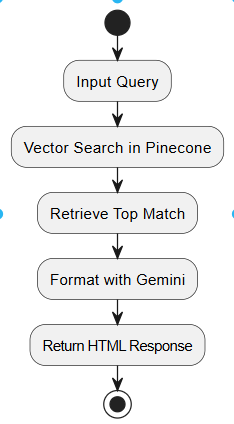 Input Query
Vector Search in Pinecone
Retrieve Top Match
Format with Gemini
Return HTML Response